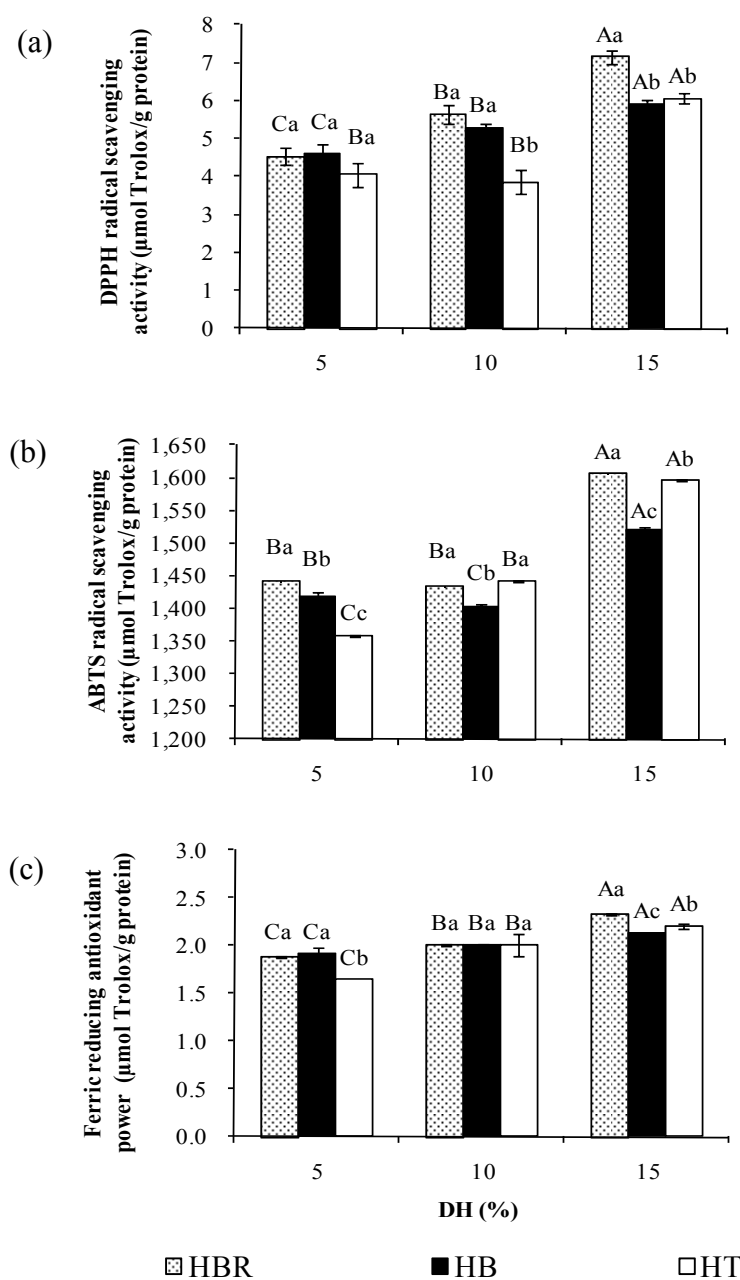 (a)
DPPH radical scavenging
activity (µmol Trolox/g protein)
8
7
6
5
4
3
2
1
0
Ca Ca Ba
Ba Ba Bb
Aa Ab Ab
5 10 15
(b)
ABTS radical scavenging
activity (µmol Trolox/g protein)
1,650
1,600
1,550
1,500
1,450
1,400
1,350
1,300
1,250
1,200
Ba Bb Cc
Ba Cb Ba
Aa Ac Ab
5 10 15
(c)
Ferric reducing antioxidant
power (µmol Trolox/g protein)
3.0
2.5
2.0
1.5
1.0
0.5
0.0
Ca Ca Cb
Ba Ba Ba
Aa Ac Ab
5 10 15
DH (%)
HBR HB HT